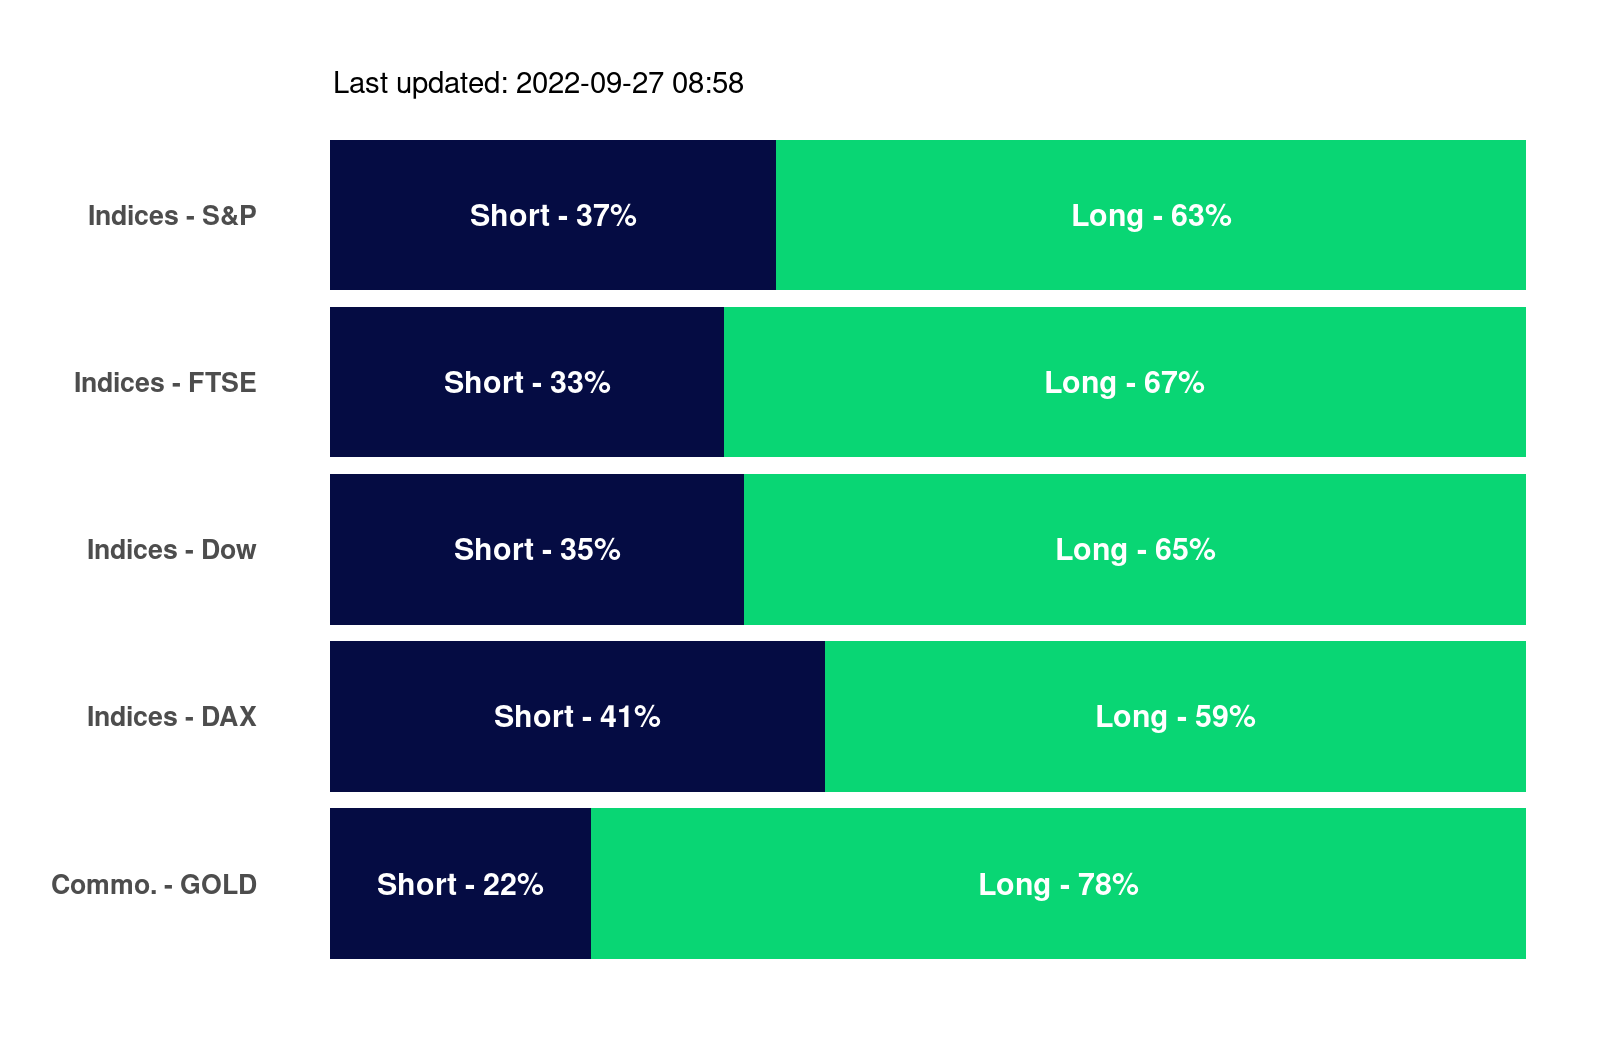 Last updated: 2022-09-27 08:58
Indices - S&P Short - 37% Long - 63%
Indices - FTSE Short - 33% Long - 67%
Indices - Dow Short - 35% Long - 65%
Indices - DAX Short - 41% Long - 59%
Commo. - GOLD Short - 22% Long - 78%